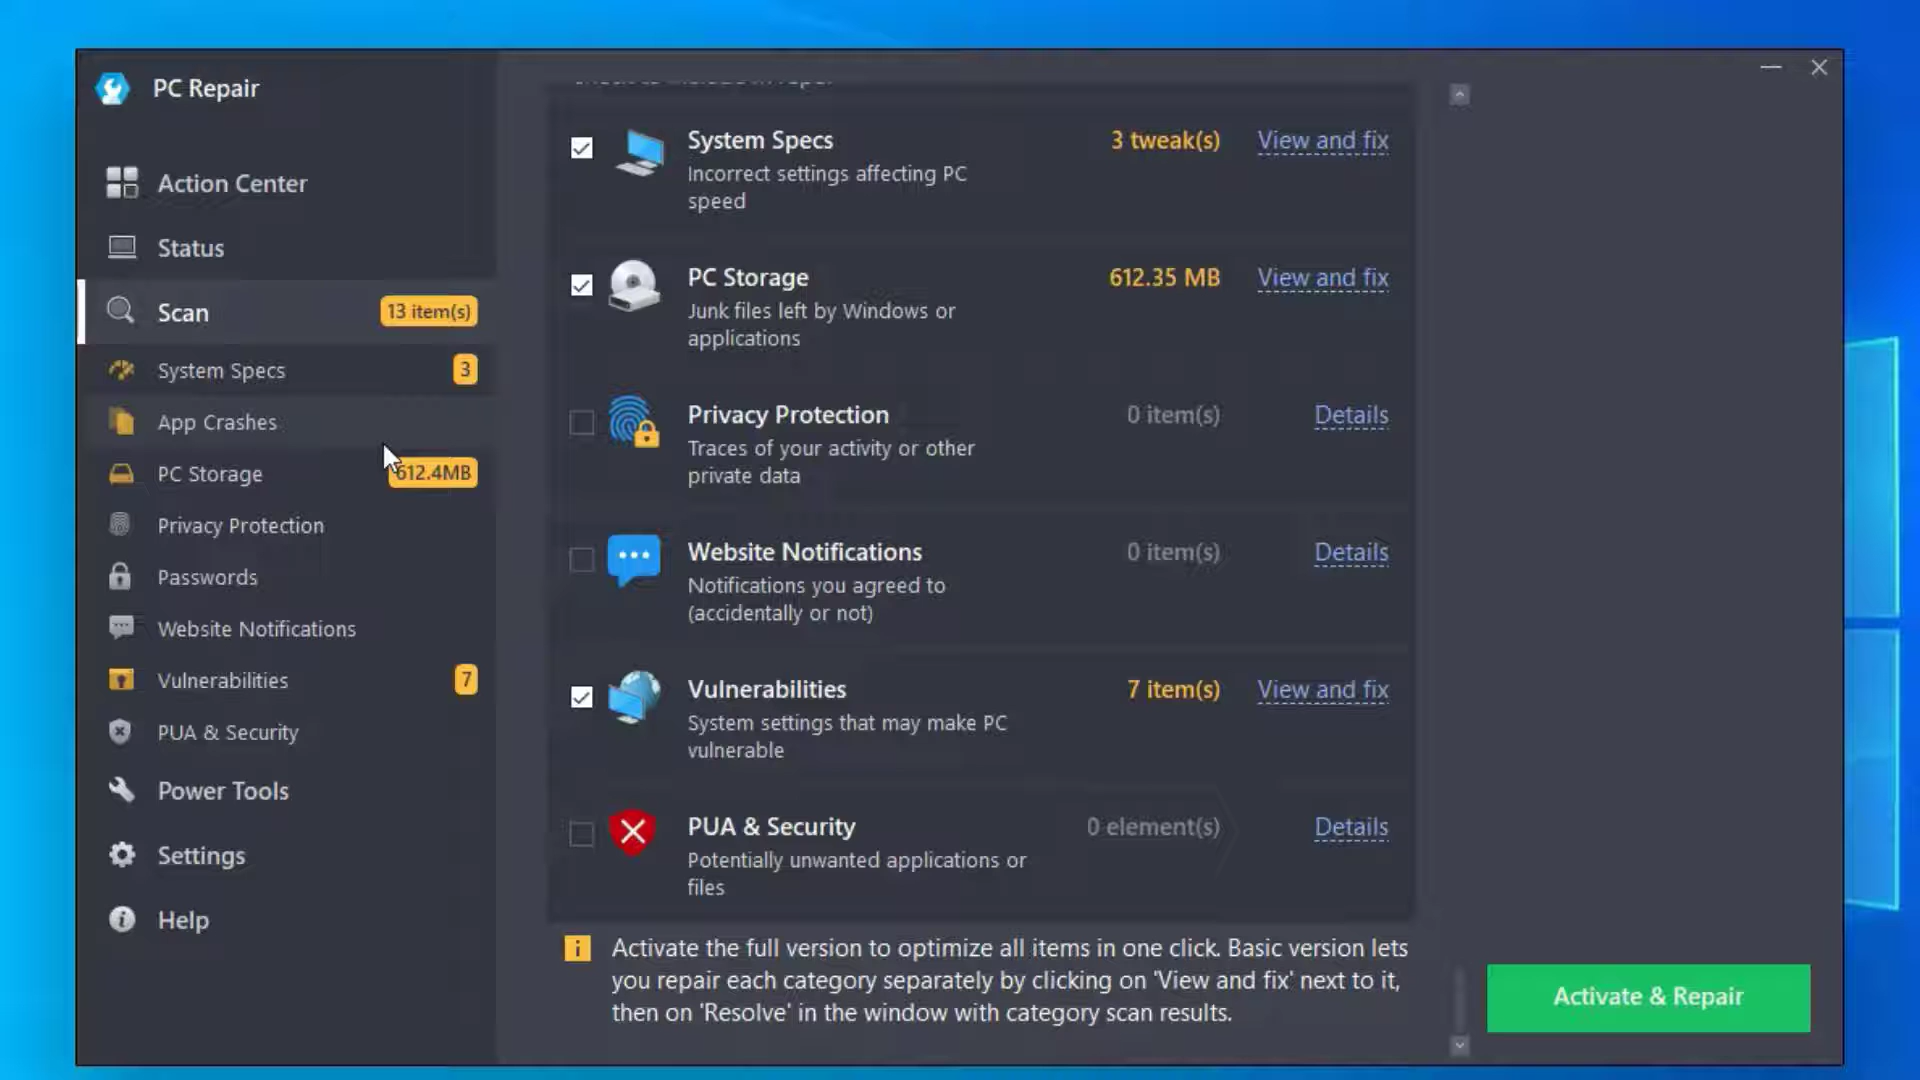 PC Repair
Action Center
Status
Scan
13 item(s)
System Specs
3
App Crashes
PC Storage
612.4MB
Privacy Protection
Passwords
Website Notifications
Vulnerabilities
7
PUA & Security
Power Tools
Settings
Help
System Specs
3 tweak(s)
View and fix
Incorrect settings affecting PC
speed
PC Storage
612.35 MB
View and fix
Junk files left by Windows or
applications
Privacy Protection
0 item(s)
Details
Traces of your activity or other
private data
Website Notifications
0 item(s)
Details
Notifications you agreed to
(accidentally or not)
Vulnerabilities
7 item(s)
View and fix
System settings that may make PC
vulnerable
PUA & Security
0 element(s)
Details
Potentially unwanted applications or
files
Activate the full version to optimize all items in one click. Basic version lets
you repair each category separately by clicking on 'View and fix' next to it,
then on 'Resolve' in the window with category scan results.
Activate & Repair